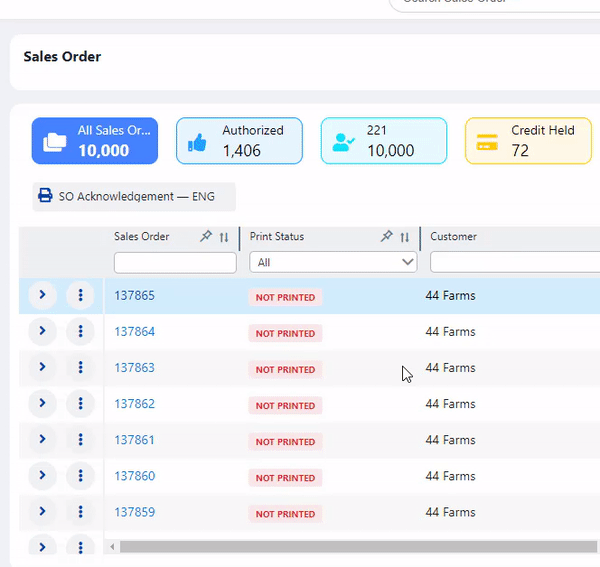 Search Sales Order
Sales Order
All Sales Or...
10,000
Authorized
1,406
221
10,000
Credit Held
72
SO Acknowledgement — ENG
Sales Order Print Status Customer
All
137865 NOT PRINTED 44 Farms
137864 NOT PRINTED 44 Farms
137863 NOT PRINTED 44 Farms
137862 NOT PRINTED 44 Farms
137861 NOT PRINTED 44 Farms
137860 NOT PRINTED 44 Farms
137859 NOT PRINTED 44 Farms